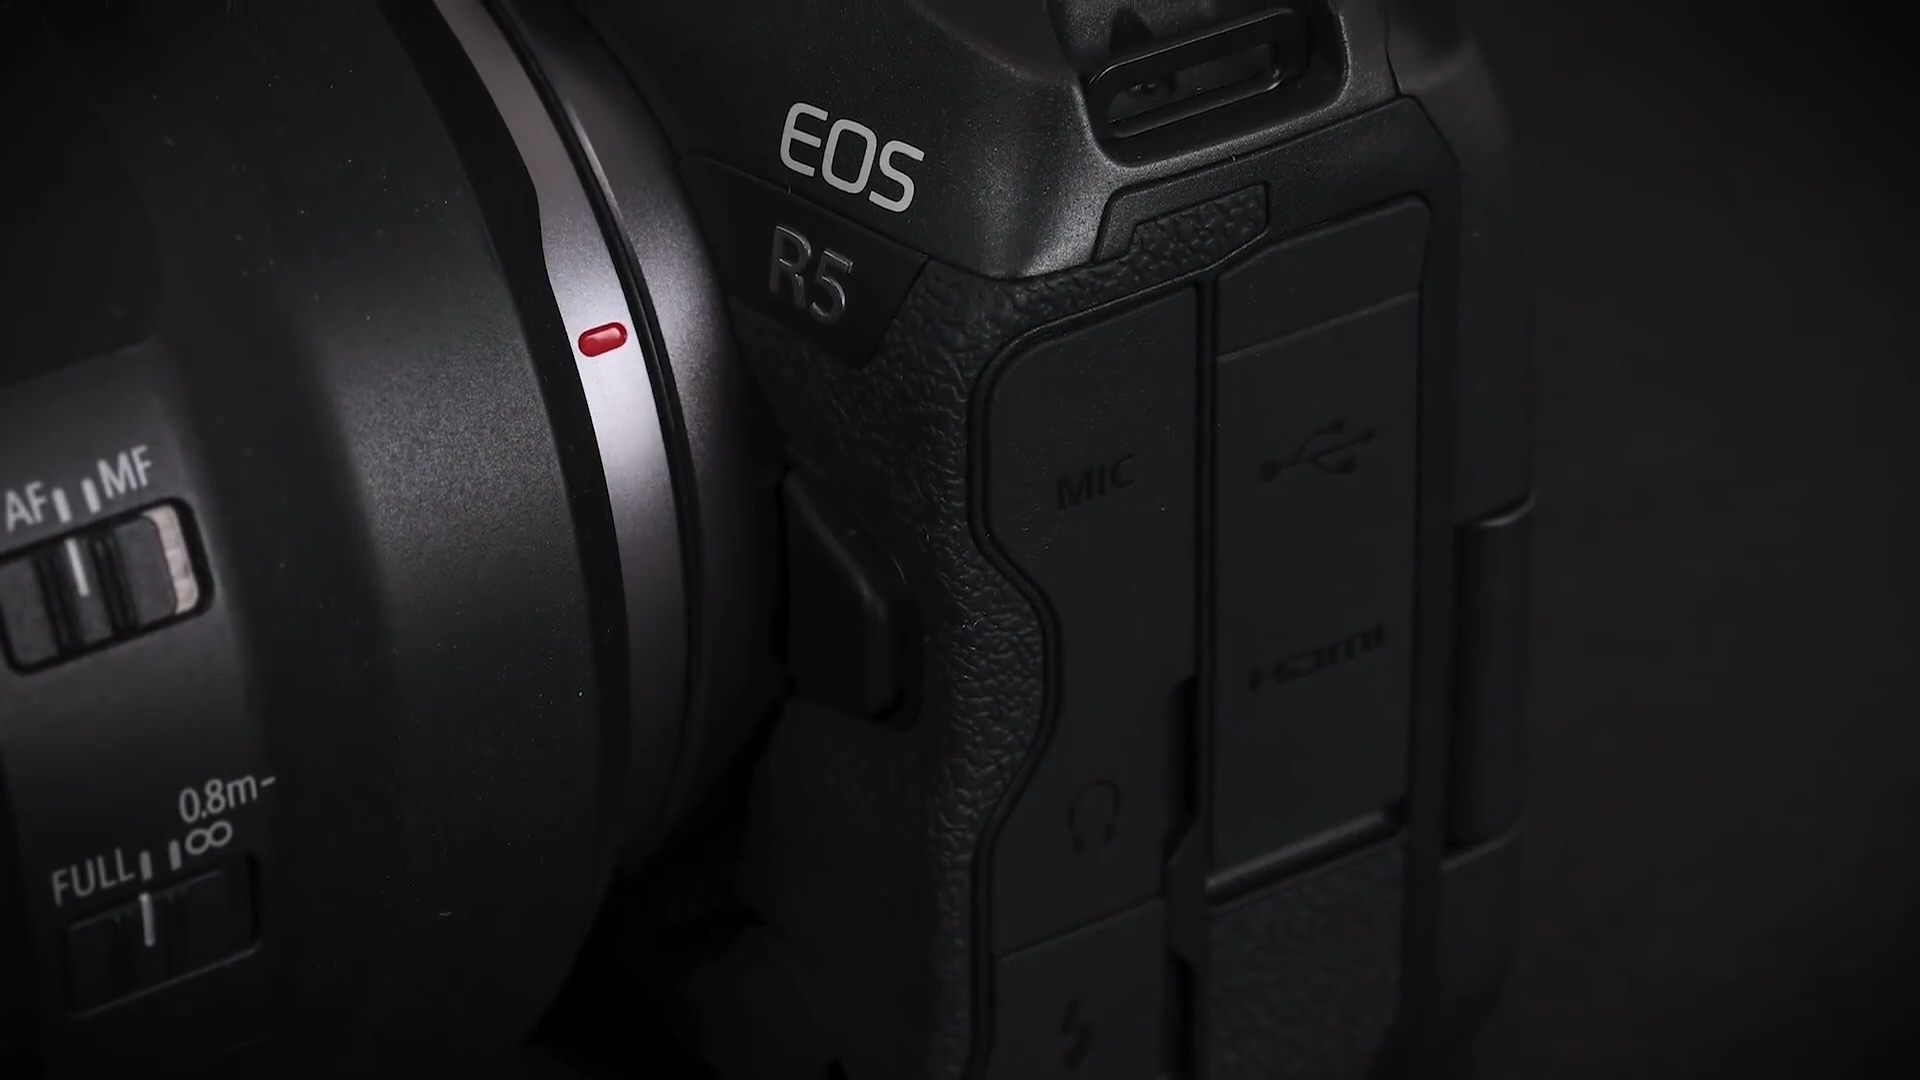 EOS
R5
AF MF
MIC
HDMI
0.8m-
FULL ∞